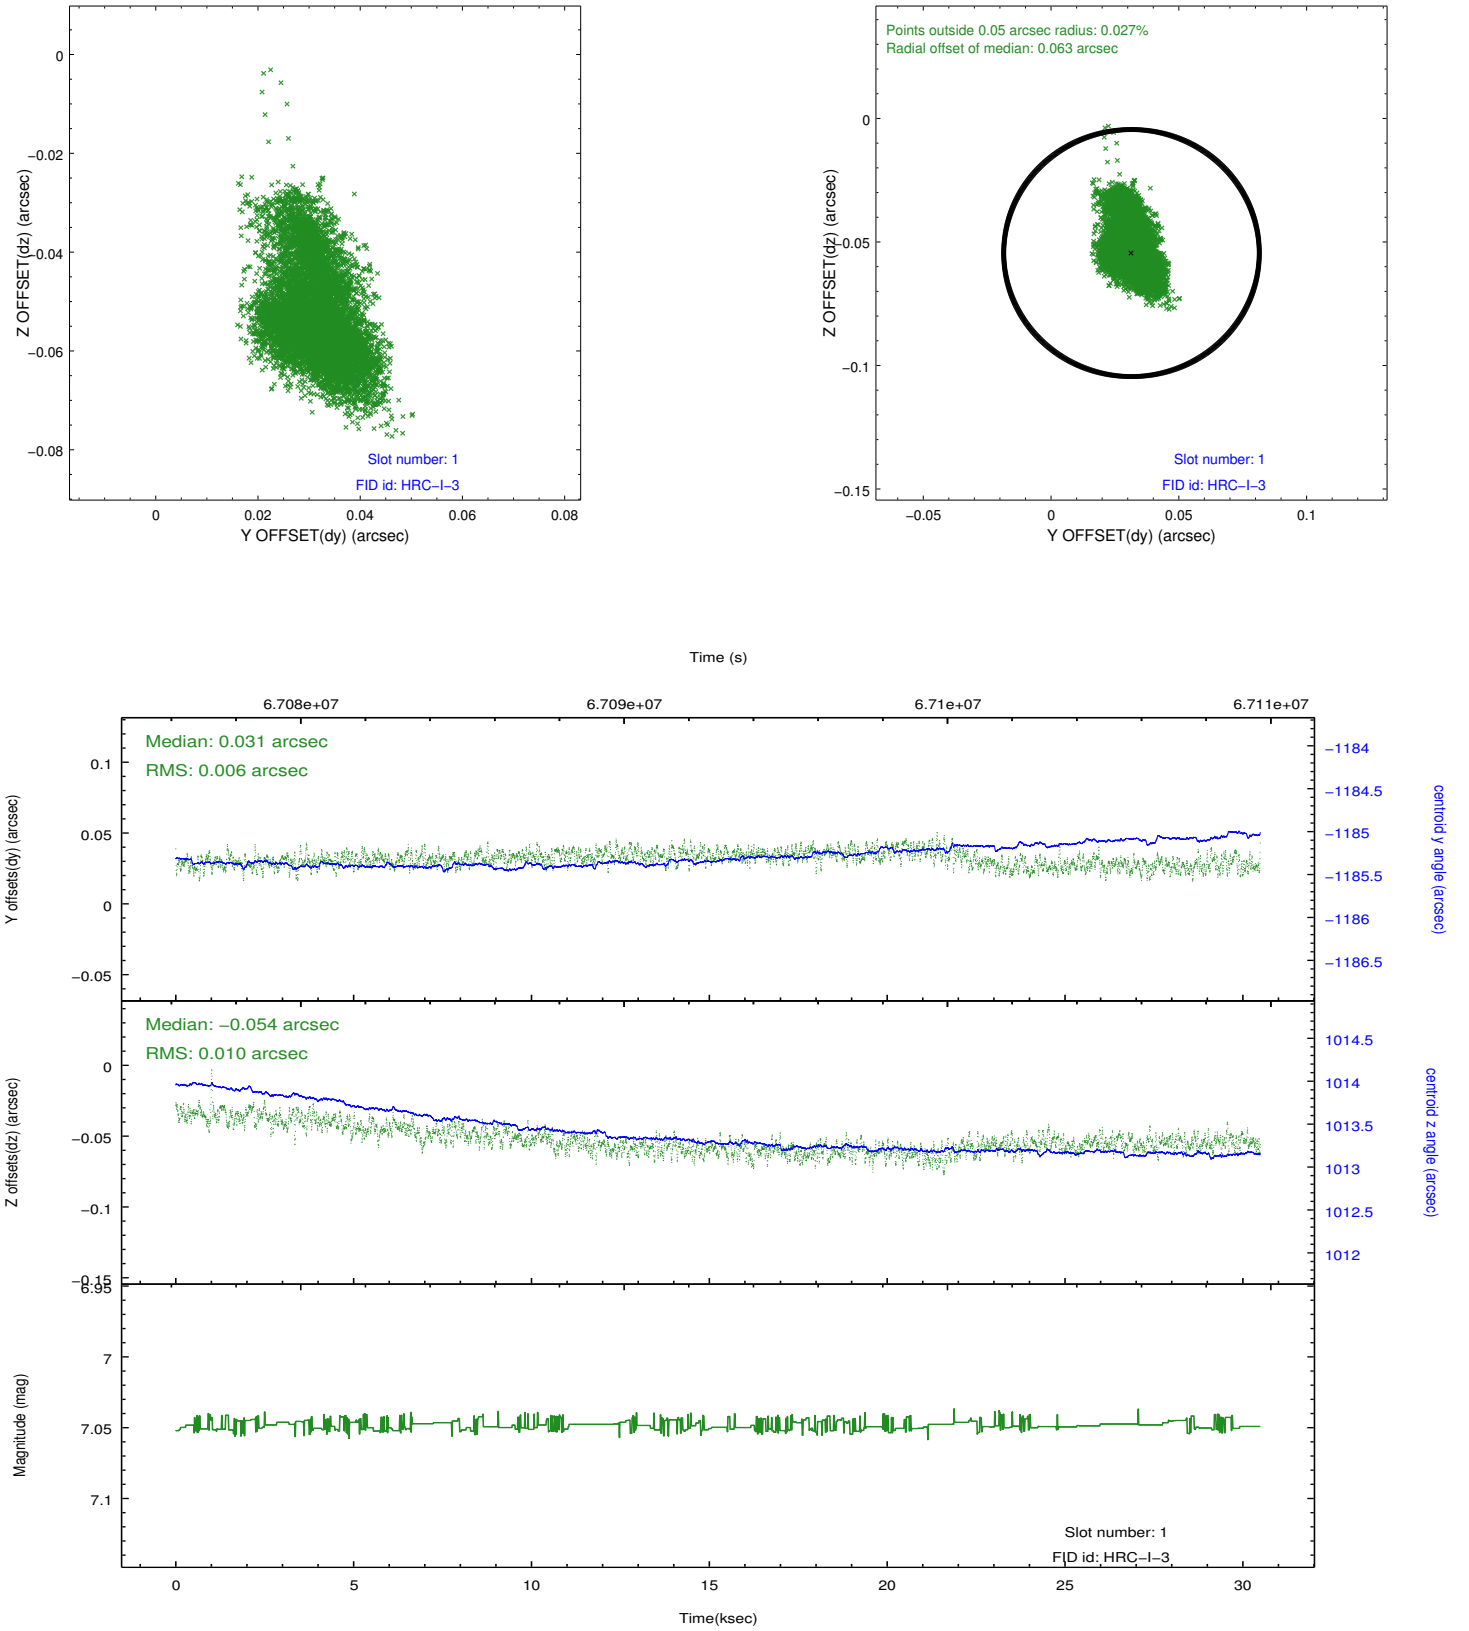 0
−0.02
−0.04
−0.06
−0.08
Z OFFSET(dz) (arcsec)
Slot number: 1
FID id: HRC−I−3
0
0.02
0.04
0.06
0.08
Y OFFSET(dy) (arcsec)
Points outside 0.05 arcsec radius: 0.027%
Radial offset of median: 0.063 arcsec
0
−0.05
−0.1
−0.15
Z OFFSET(dz) (arcsec)
Slot number: 1
FID id: HRC−I−3
−0.05
0
0.05
0.1
Y OFFSET(dy) (arcsec)
Time (s)
6.708e+07
6.709e+07
6.71e+07
6.711e+07
Median: 0.031 arcsec
RMS: 0.006 arcsec
0.1
0.05
0
−0.05
Y offsets(dy) (arcsec)
−1184
−1184.5
−1185
−1185.5
−1186
−1186.5
centroid y angle (arcsec)
Median: −0.054 arcsec
RMS: 0.010 arcsec
0
−0.05
−0.1
−0.15
Z offsets(dz) (arcsec)
1014.5
1014
1013.5
1013
1012.5
1012
centroid z angle (arcsec)
6.95
7
7.05
7.1
Magnitude (mag)
Slot number: 1
FID id: HRC−I−3
0
5
10
15
20
25
30
Time(ksec)